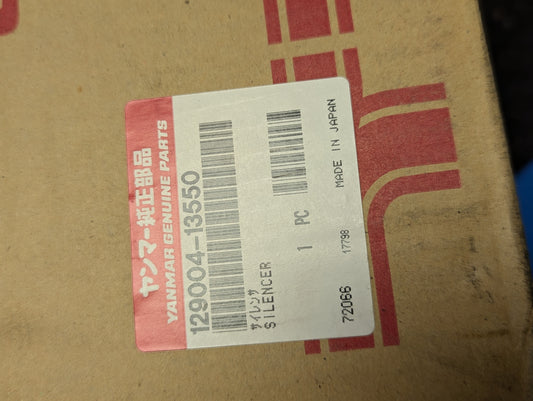 ヤンマー純正部品
YANMAR GENUINE PARTS
129004-13550
サイレンサ
SILENCER
1 PC
72066 17798 MADE IN JAPAN